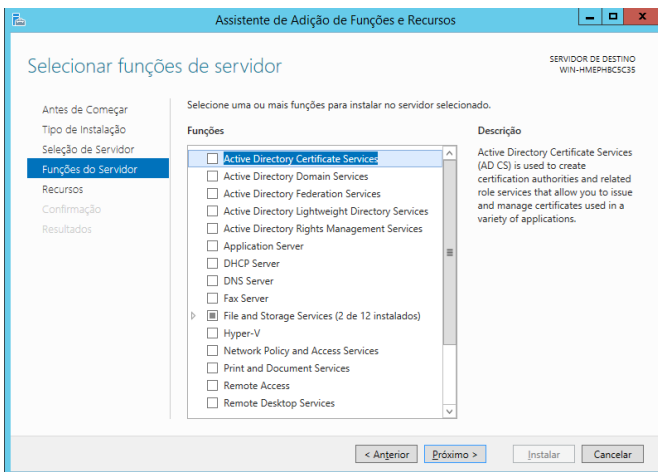 Assistente de Adição de Funções e Recursos
Selecionar funções de servidor
SERVIDOR DE DESTINO
WIN-HMEPHBC5C35
Antes de Começar
Tipo de Instalação
Seleção de Servidor
Funções do Servidor
Recursos
Confirmação
Resultados
Selecione uma ou mais funções para instalar no servidor selecionado.
Funções
Active Directory Certificate Services
Active Directory Domain Services
Active Directory Federation Services
Active Directory Lightweight Directory Services
Active Directory Rights Management Services
Application Server
DHCP Server
DNS Server
Fax Server
File and Storage Services (2 de 12 instalados)
Hyper-V
Network Policy and Access Services
Print and Document Services
Remote Access
Remote Desktop Services
Descrição
Active Directory Certificate Services
(AD CS) is used to create
certification authorities and related
role services that allow you to issue
and manage certificates used in a
variety of applications.
< Anterior
Próximo >
Instalar
Cancelar